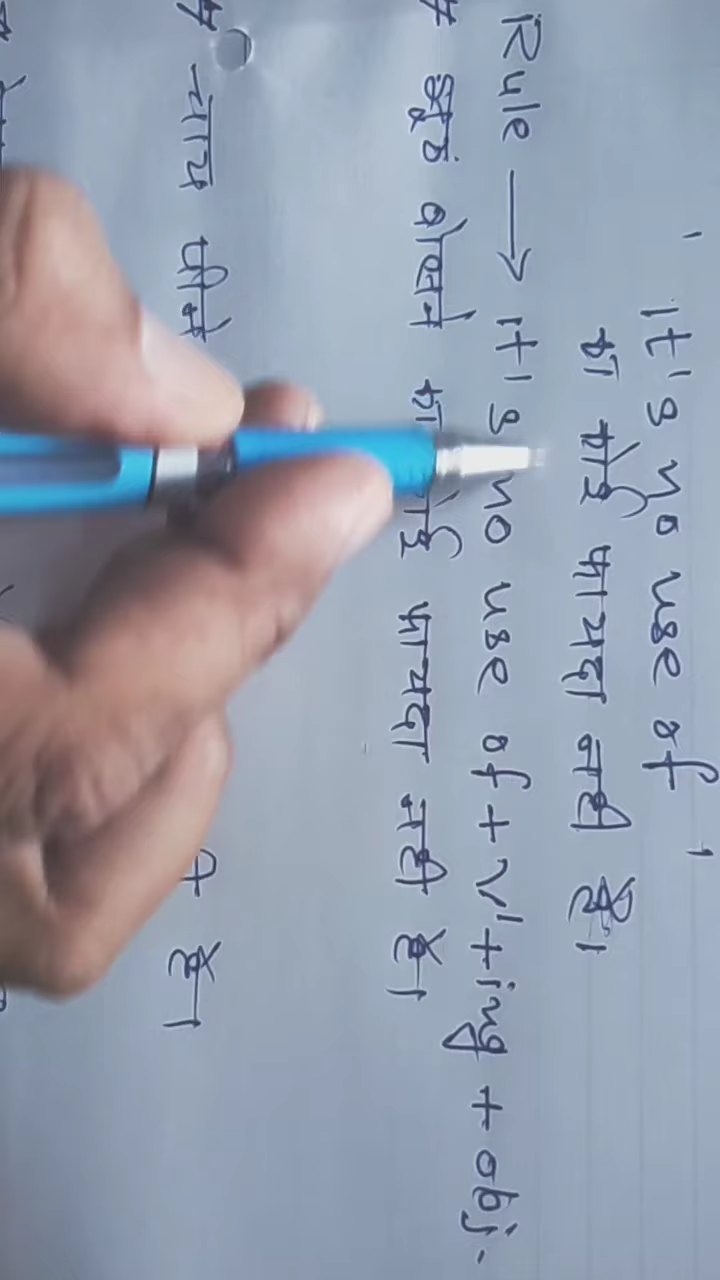 ' It's no use of '
का कोई फायदा नही है।
Rule → It's no use of + v¹ + ing + obj.
* झुठ बोलने का कोई फायदा नही है।
* चाय पीने है।